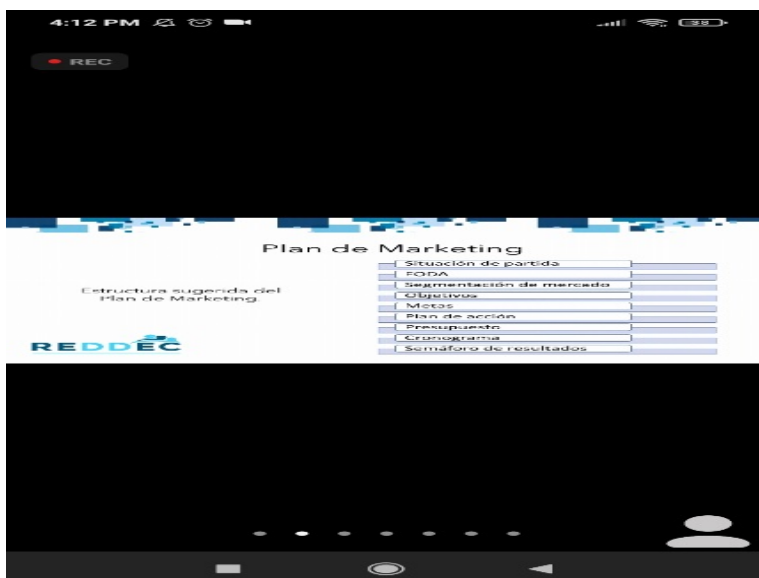 4:12 PM
38
REC
Plan de Marketing
Estructura sugerida del
Plan de Marketing.
Situación de partida
FODA
Segmentación de mercado
Objetivos
Metas
Plan de acción
Presupuesto
Cronograma
Semáforo de resultados
REDDEC